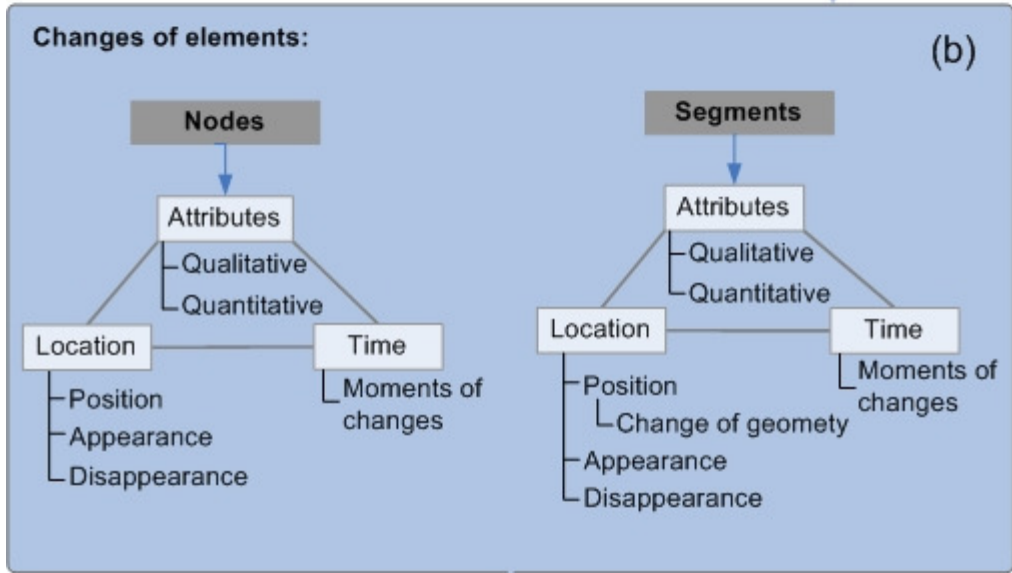 Changes of elements:
(b)
Nodes
Attributes
Qualitative
Quantitative
Location
Time
Position
Appearance
Disappearance
Moments of
changes
Segments
Attributes
Qualitative
Quantitative
Location
Time
Position
Change of geomety
Appearance
Disappearance
Moments of
changes